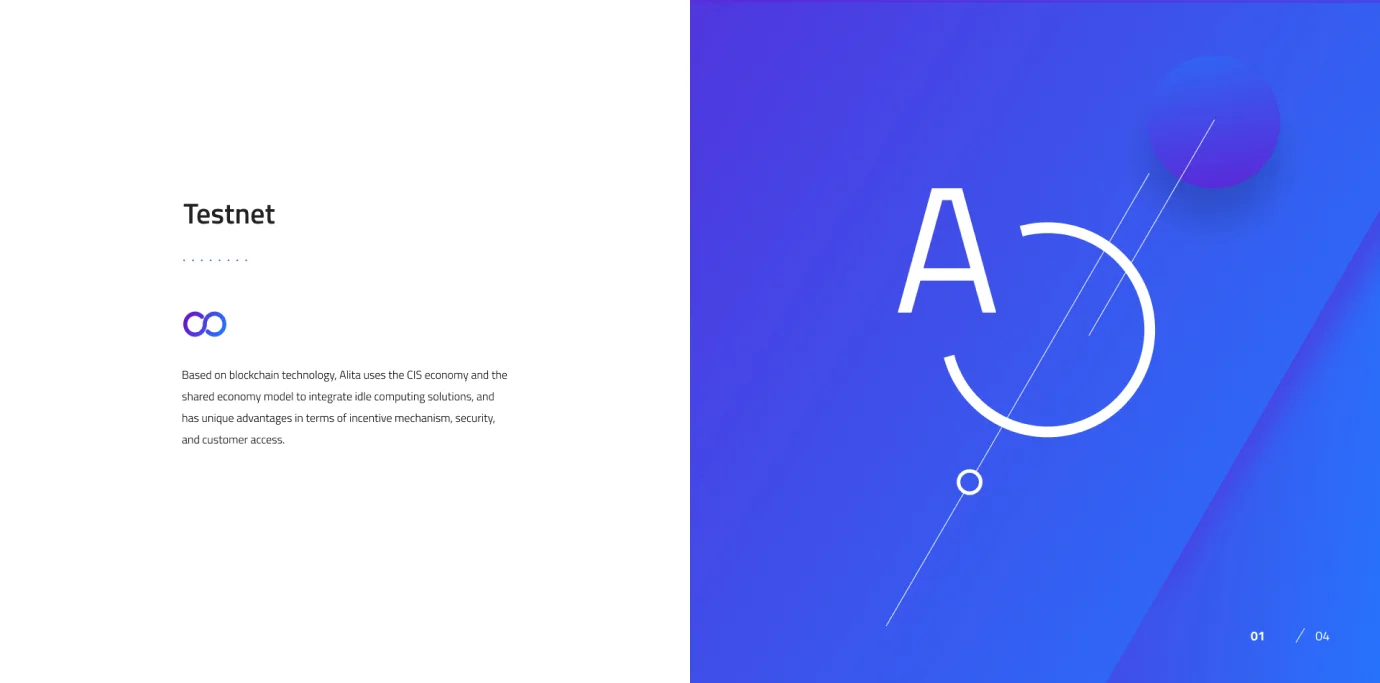 Testnet
Based on blockchain technology, Alita uses the CIS economy and the
shared economy model to integrate idle computing solutions, and
has unique advantages in terms of incentive mechanism, security,
and customer access.
A
01 / 04